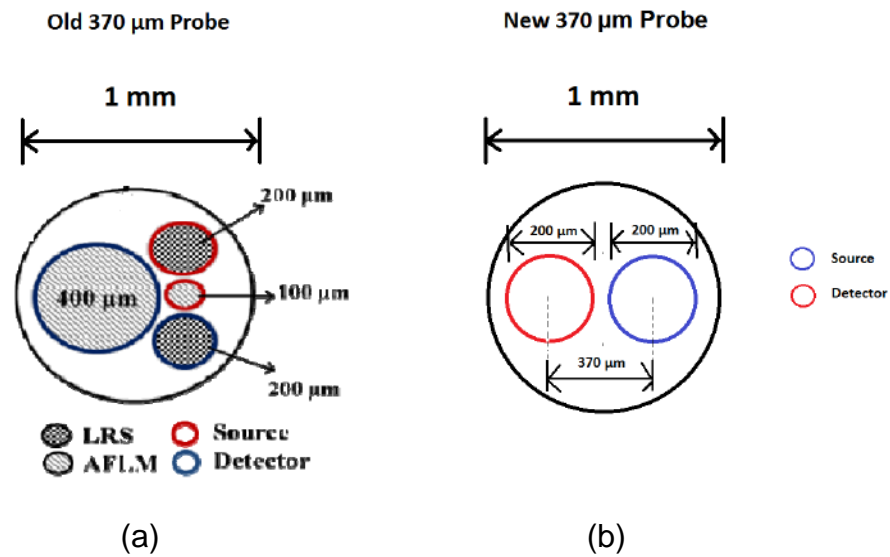 Old 370 µm Probe
1 mm
200 µm
400 µm
100 µm
200 µm
LRS
Source
AFLM
Detector
(a)
New 370 µm Probe
1 mm
200 µm
200 µm
370 µm
Source
Detector
(b)